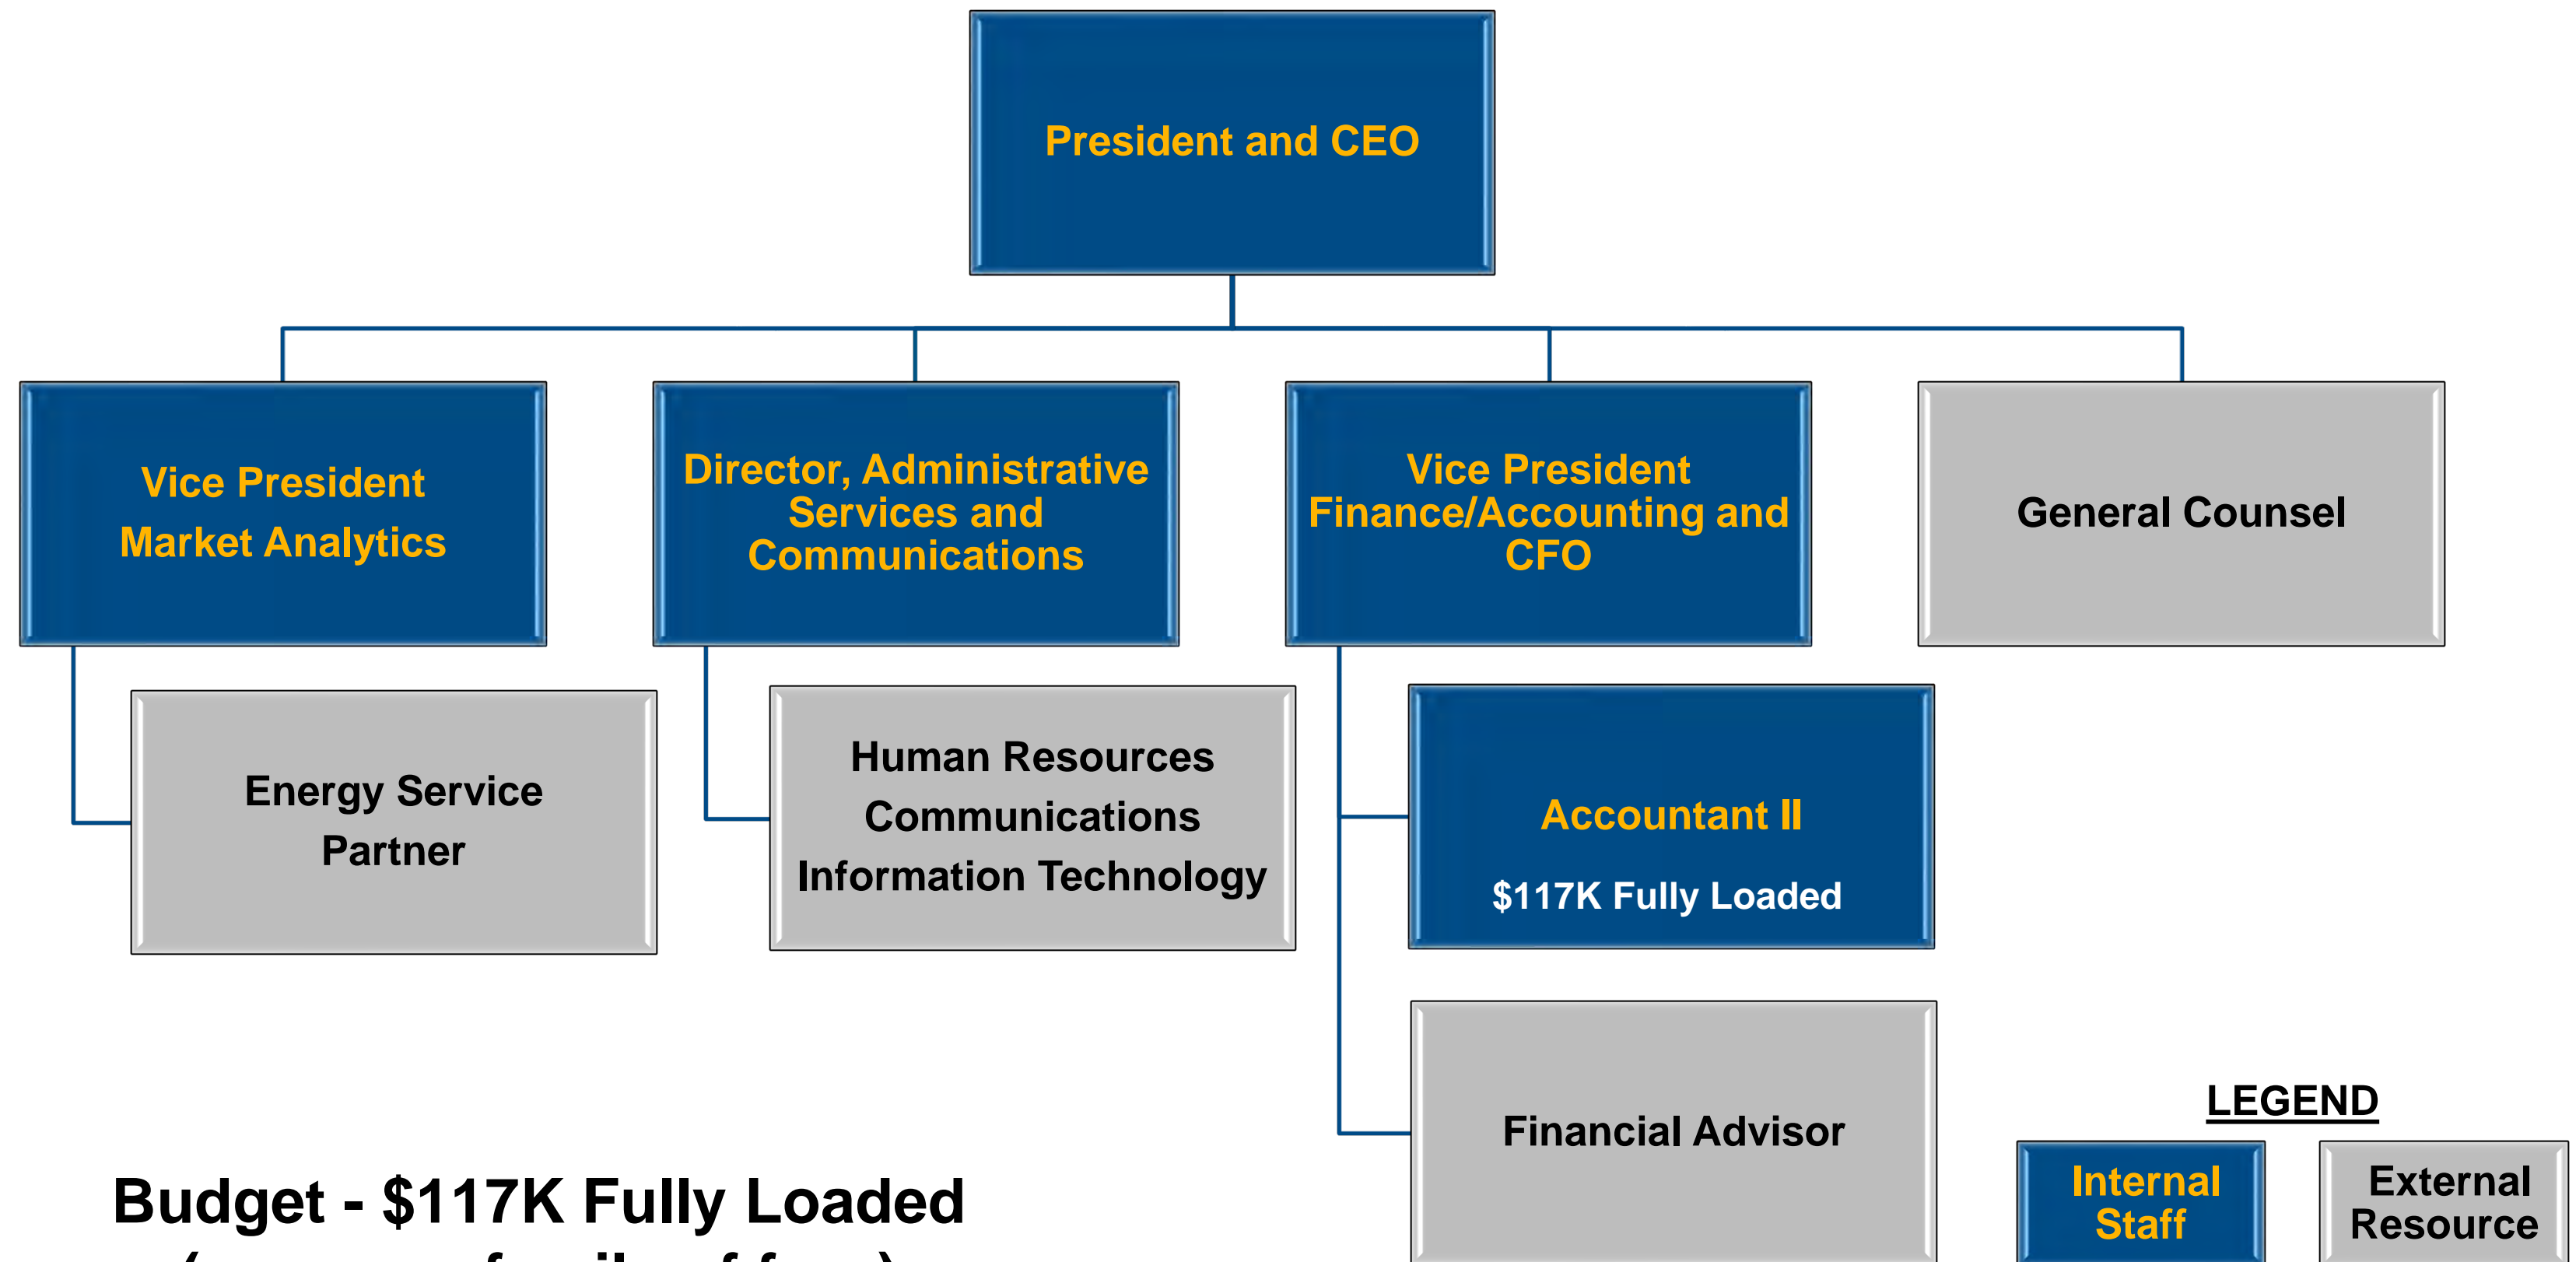 President and CEO
Vice President
Market Analytics
Director, Administrative
Services and
Communications
Vice President
Finance/Accounting and
CFO
General Counsel
Energy Service
Partner
Human Resources
Communications
Information Technology
Accountant II
$117K Fully Loaded
Financial Advisor
LEGEND
Internal
Staff
External
Resource
Budget - $117K Fully Loaded